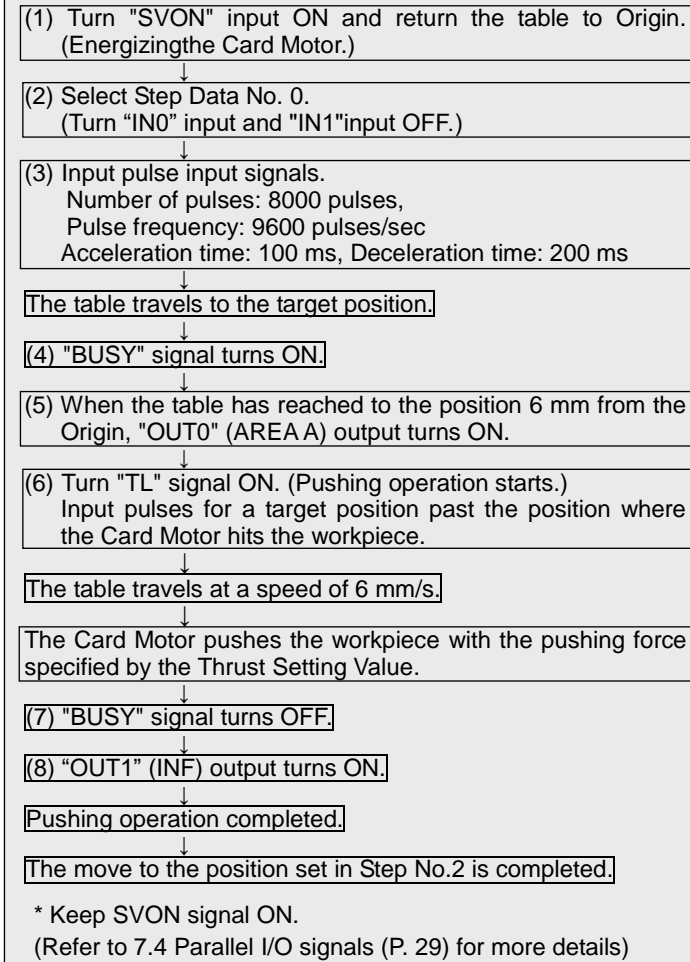 (1) Turn "SVON" input ON and return the table to Origin.
(Energizingthe Card Motor.)
↓
(2) Select Step Data No. 0.
(Turn “IN0” input and "IN1"input OFF.)
↓
(3) Input pulse input signals.
Number of pulses: 8000 pulses,
Pulse frequency: 9600 pulses/sec
Acceleration time: 100 ms, Deceleration time: 200 ms
↓
The table travels to the target position.
↓
(4) "BUSY" signal turns ON.
↓
(5) When the table has reached to the position 6 mm from the
Origin, "OUT0" (AREA A) output turns ON.
↓
(6) Turn "TL" signal ON. (Pushing operation starts.)
Input pulses for a target position past the position where
the Card Motor hits the workpiece.
↓
The table travels at a speed of 6 mm/s.
↓
The Card Motor pushes the workpiece with the pushing force
specified by the Thrust Setting Value.
↓
(7) "BUSY" signal turns OFF.
↓
(8) “OUT1” (INF) output turns ON.
↓
Pushing operation completed.
↓
The move to the position set in Step No.2 is completed.
* Keep SVON signal ON.
(Refer to 7.4 Parallel I/O signals (P. 29) for more details)